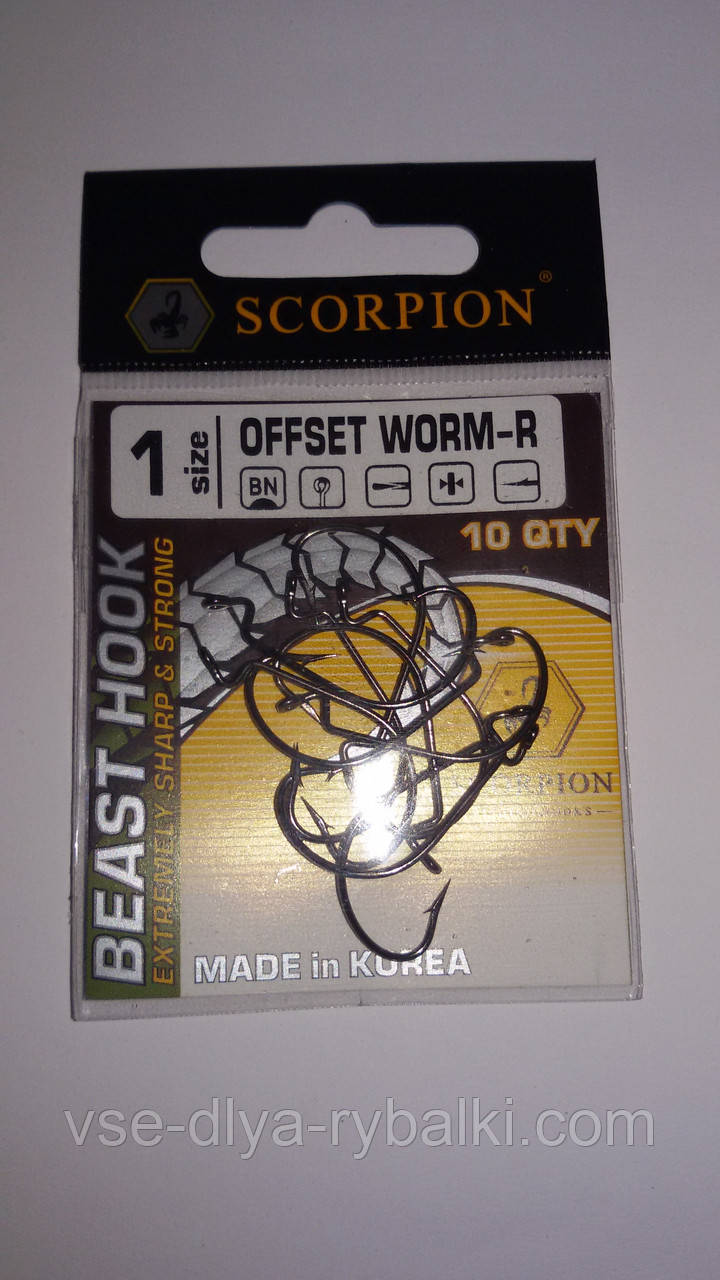 SCORPION ®
1 size
OFFSET WORM-R
BN
10 QTY
BEAST HOOK
EXTREMELY SHARP & STRONG
MADE in KOREA
vse-dlya-rybalki.com